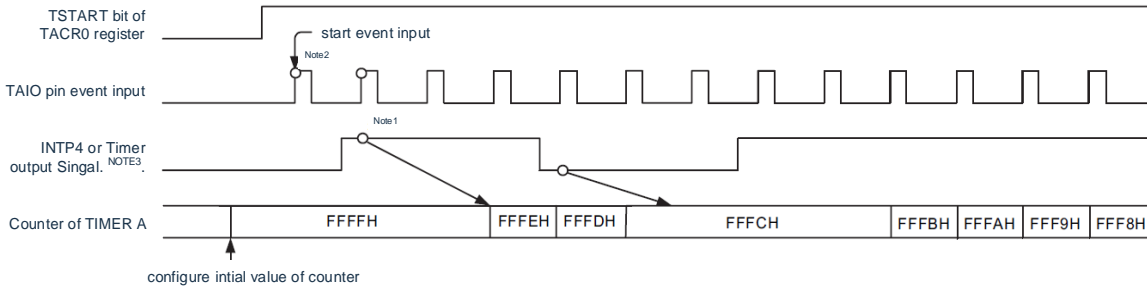 TSTART bit of
TACR0 register
start event input
Note2
TAIO pin event input
Note1
INTP4 or Timer
output Singal. NOTE3.
Counter of TIMER A
FFFFH
FFFEH
FFFDH
FFFCH
FFFBH
FFFAH
FFF9H
FFF8H
configure intial value of counter